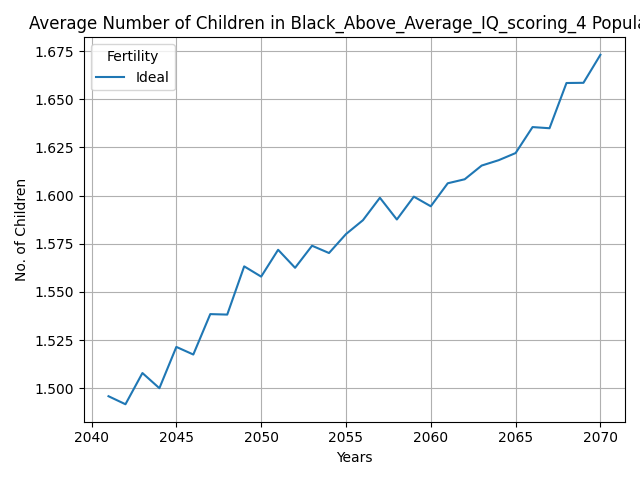 Average Number of Children in Black_Above_Average_IQ_scoring_4 Popula
Fertility
Ideal
1.675
1.650
1.625
1.600
1.575
1.550
1.525
1.500
No. of Children
2040 2045 2050 2055 2060 2065 2070
Years